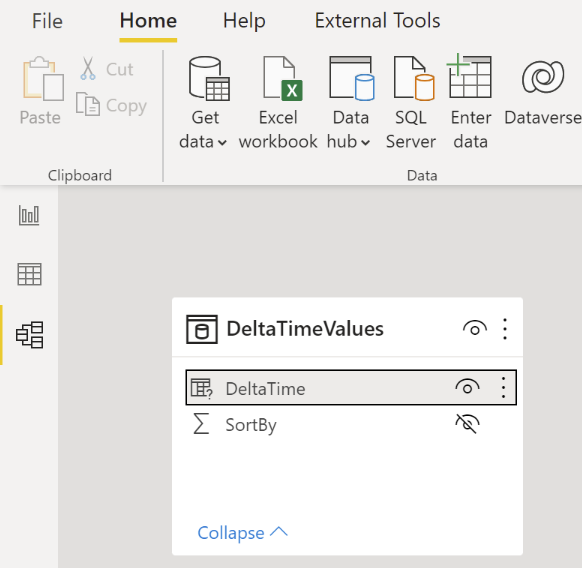 File Home Help External Tools
Paste
Cut
Copy
Get data
Excel workbook
Data hub
SQL Server
Enter data
Dataverse
Clipboard
Data
DeltaTimeValues
DeltaTime
SortBy
Collapse